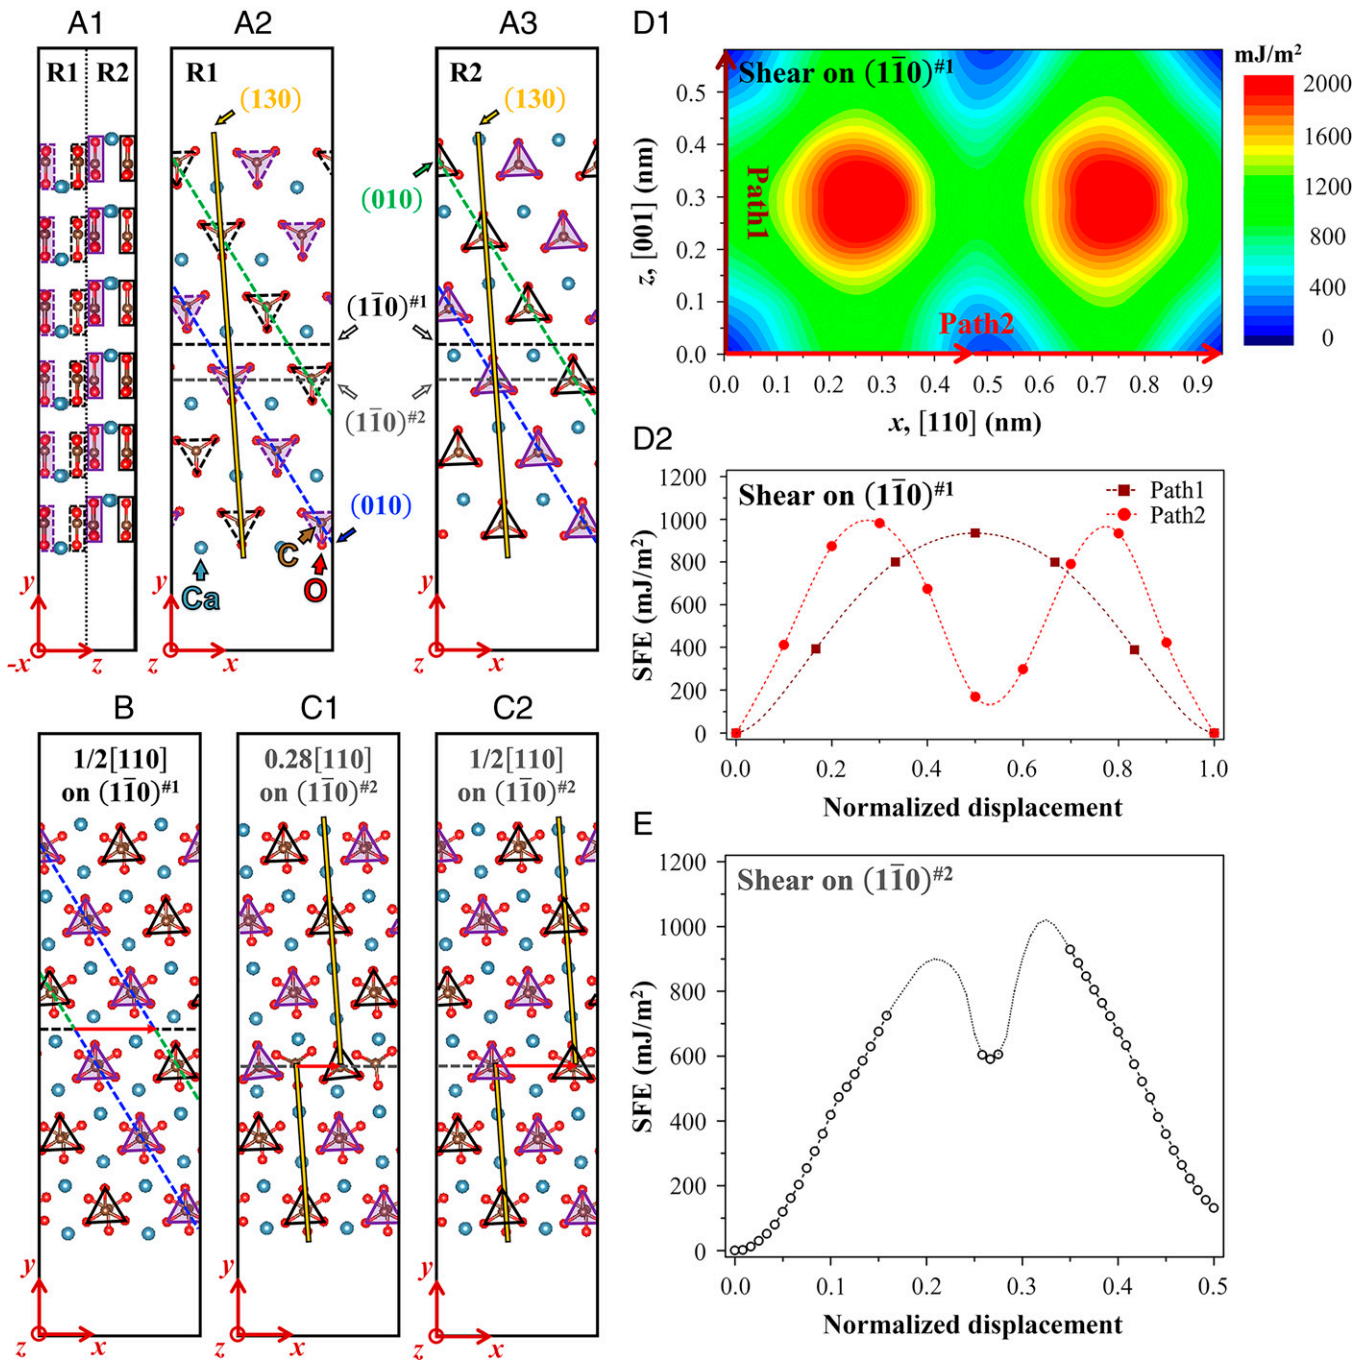 A1
A2
A3
R1
R2
R1
R2
(130)
(130)
(010)
(11̅0)#1
(11̅0)#2
(010)
C
O
Ca
y
-x
z
y
z
x
y
z
x
B
C1
C2
1/2[110]
on (11̅0)#1
0.28[110]
on (11̅0)#2
1/2[110]
on (11̅0)#2
y
z
x
y
z
x
y
z
x
D1
Shear on (11̅0)#1
mJ/m²
2000
1600
1200
800
400
0
Path1
Path2
z, [001] (nm)
0.5
0.4
0.3
0.2
0.1
0.0
0.0 0.1 0.2 0.3 0.4 0.5 0.6 0.7 0.8 0.9
x, [110] (nm)
D2
Shear on (11̅0)#1
Path1
Path2
SFE (mJ/m²)
1200
1000
800
600
400
200
0
0.0 0.2 0.4 0.6 0.8 1.0
Normalized displacement
E
Shear on (11̅0)#2
SFE (mJ/m²)
1200
1000
800
600
400
200
0
0.0 0.1 0.2 0.3 0.4 0.5
Normalized displacement